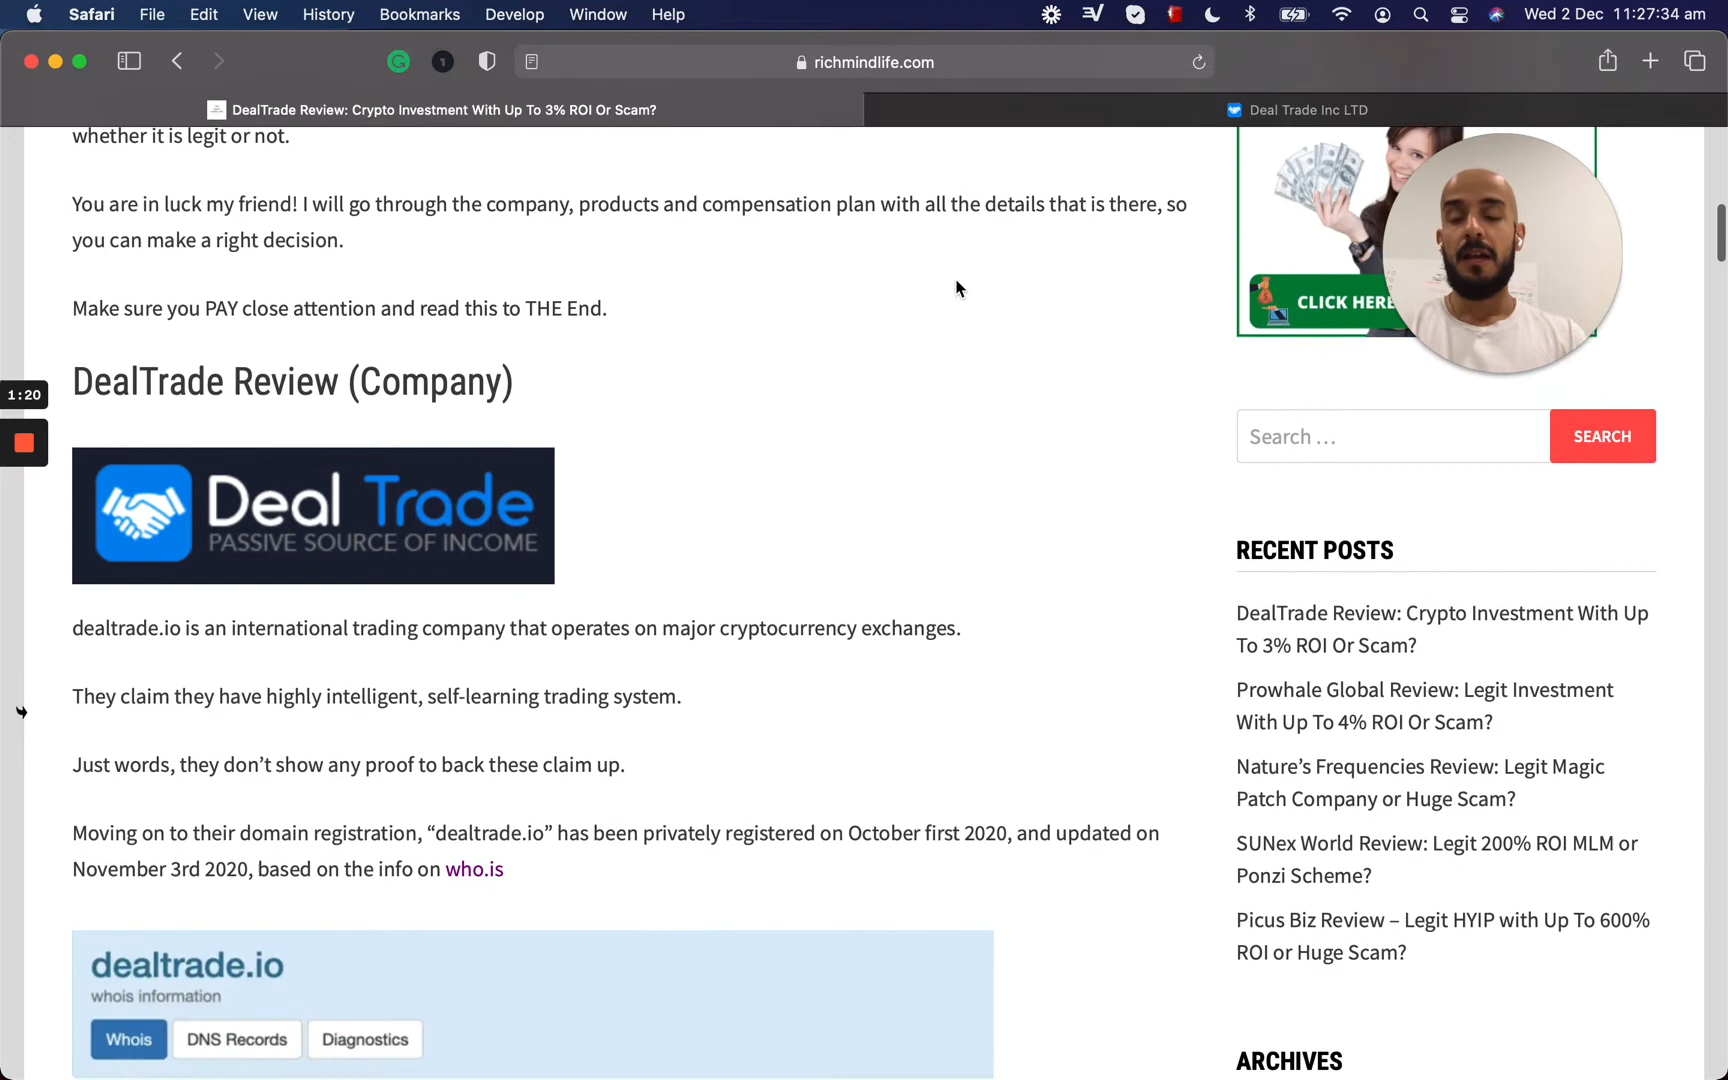 Safari File Edit View History Bookmarks Develop Window Help Wed 2 Dec 11:27:34 am
richmindlife.com
DealTrade Review: Crypto Investment With Up To 3% ROI Or Scam? Deal Trade Inc LTD
whether it is legit or not.
You are in luck my friend! I will go through the company, products and compensation plan with all the details that is there, so
you can make a right decision.
Make sure you PAY close attention and read this to THE End.
DealTrade Review (Company)
1:20
Deal Trade
PASSIVE SOURCE OF INCOME
dealtrade.io is an international trading company that operates on major cryptocurrency exchanges.
They claim they have highly intelligent, self-learning trading system.
Just words, they don’t show any proof to back these claim up.
Moving on to their domain registration, “dealtrade.io” has been privately registered on October first 2020, and updated on
November 3rd 2020, based on the info on who.is
dealtrade.io
whois information
Whois DNS Records Diagnostics
CLICK HERE
Search … SEARCH
RECENT POSTS
DealTrade Review: Crypto Investment With Up
To 3% ROI Or Scam?
Prowhale Global Review: Legit Investment
With Up To 4% ROI Or Scam?
Nature’s Frequencies Review: Legit Magic
Patch Company or Huge Scam?
SUNex World Review: Legit 200% ROI MLM or
Ponzi Scheme?
Picus Biz Review – Legit HYIP with Up To 600%
ROI or Huge Scam?
ARCHIVES